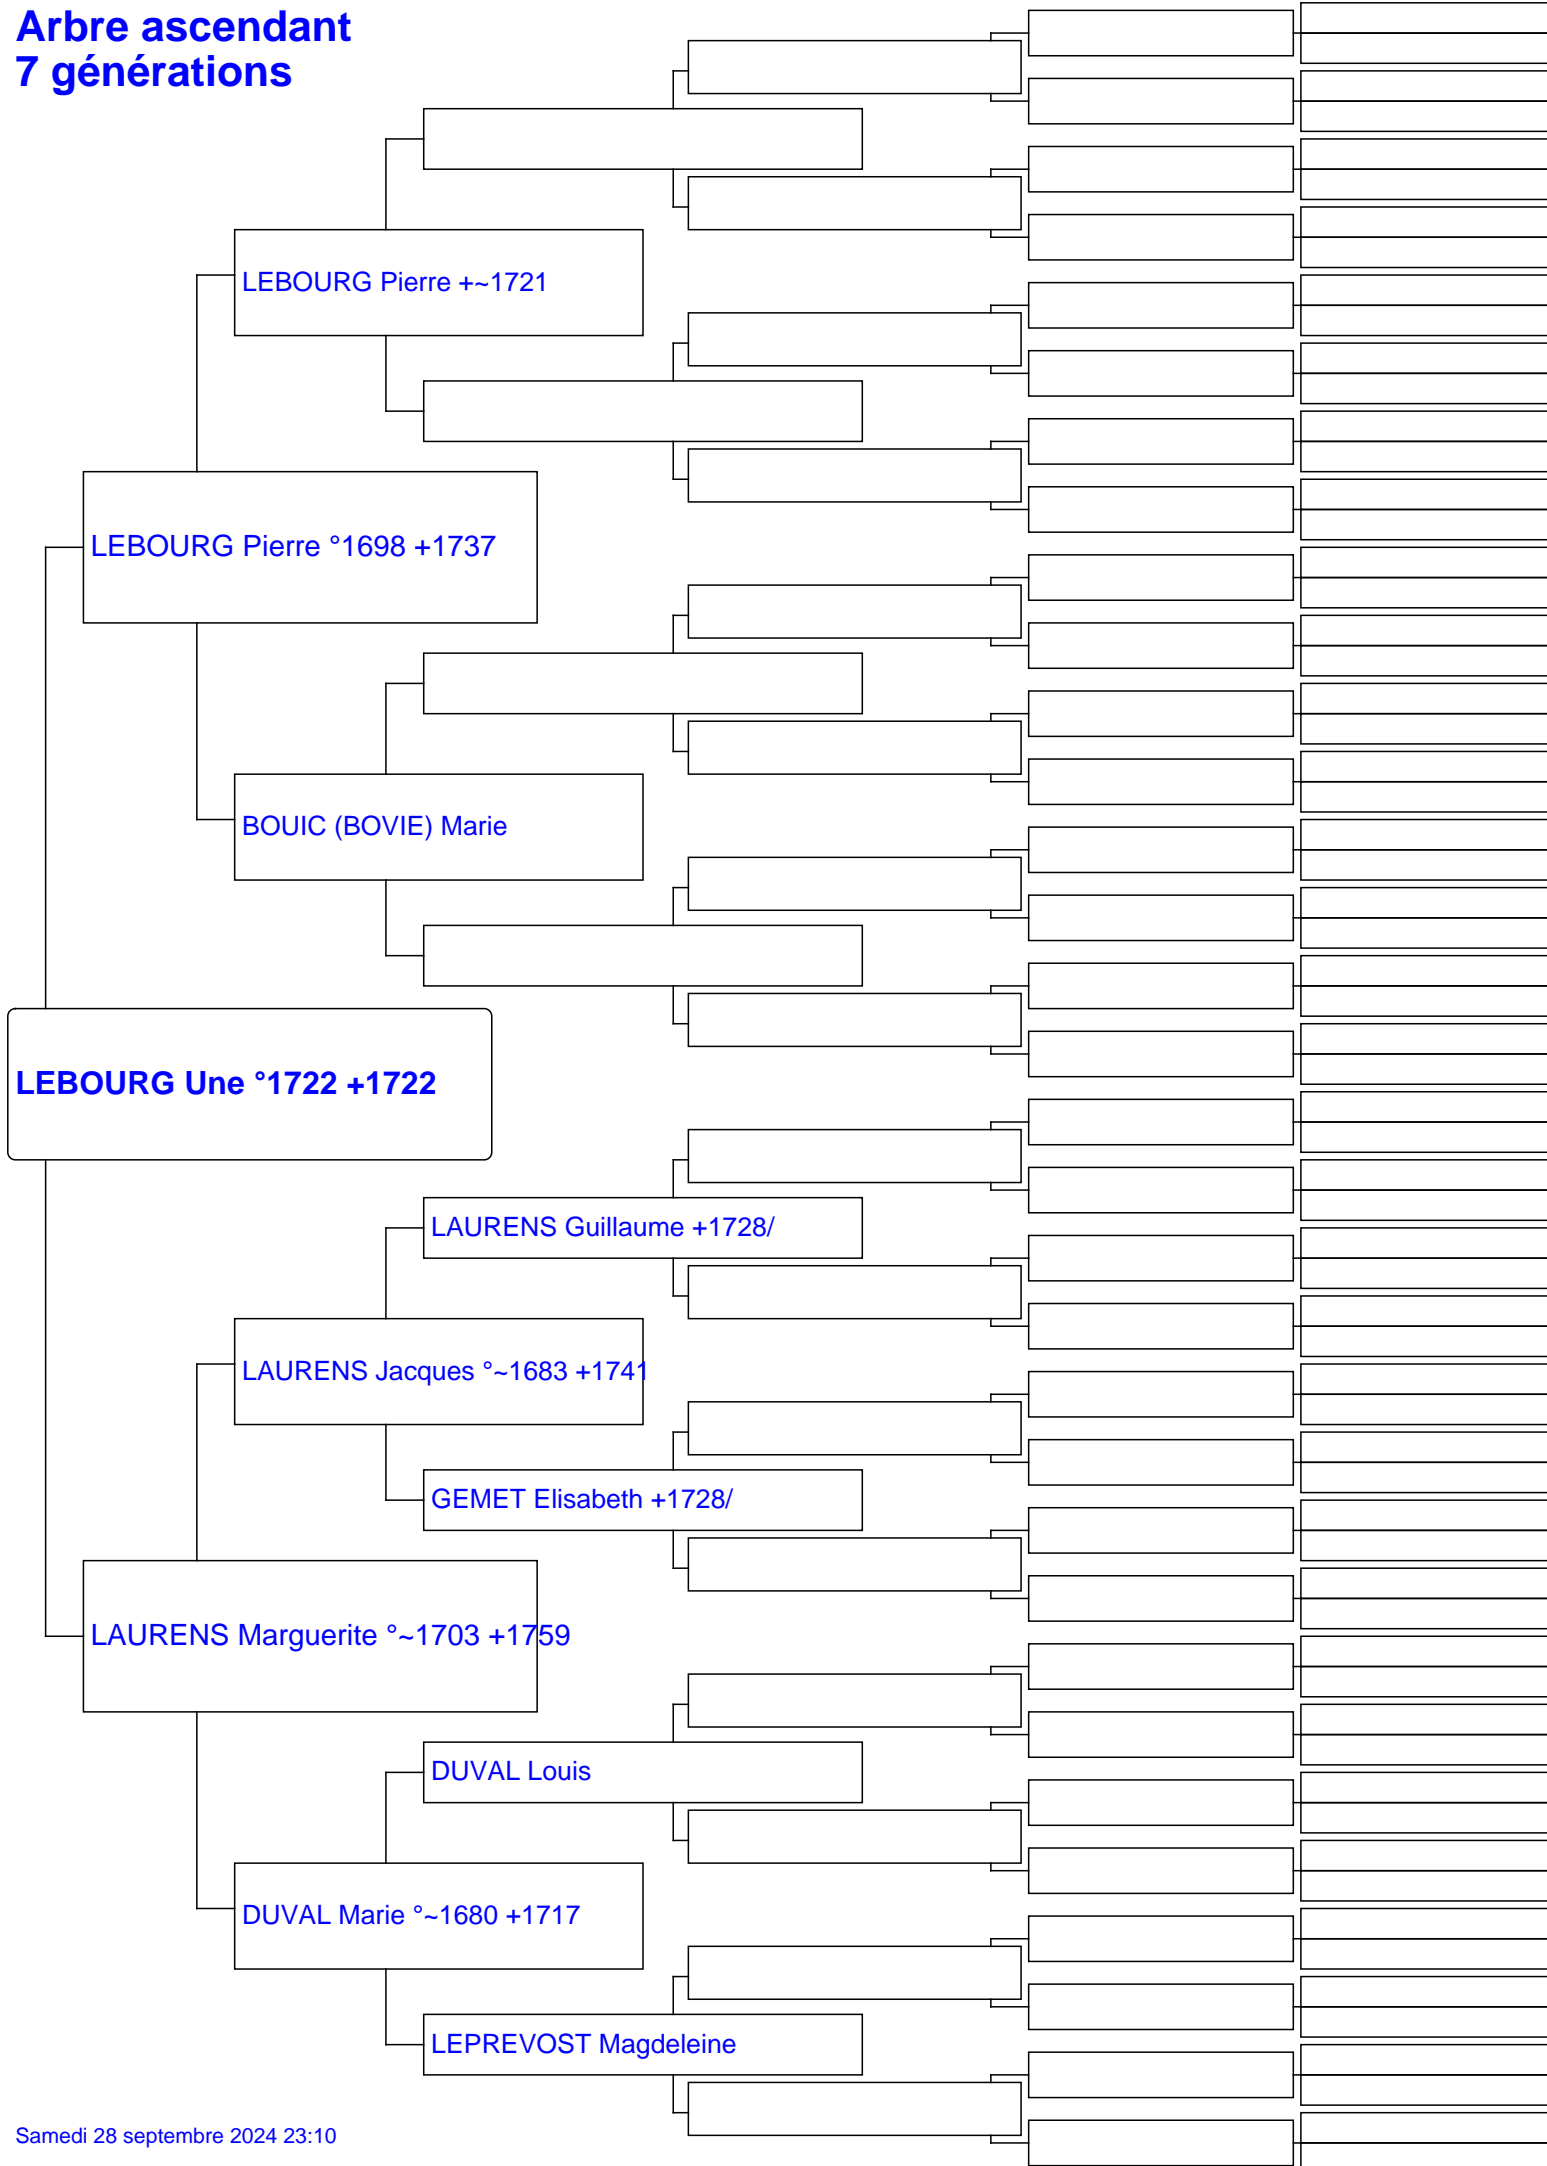 Arbre ascendant
7 générations
LEBOURG Pierre +~1721
LEBOURG Pierre °1698 +1737
BOUIC (BOVIE) Marie
LEBOURG Une °1722 +1722
LAURENS Guillaume +1728/
LAURENS Jacques °~1683 +1741
GEMET Elisabeth +1728/
LAURENS Marguerite °~1703 +1759
DUVAL Louis
DUVAL Marie °~1680 +1717
LEPREVOST Magdeleine
Samedi 28 septembre 2024 23:10